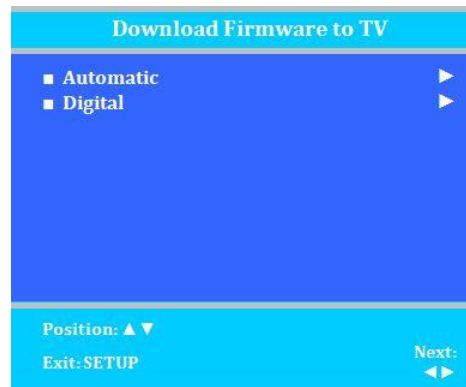 Download Firmware to TV
■ Automatic ▶
■ Digital ▶
Position: ▲ ▼
Exit: SETUP
Next:
◀ ▶